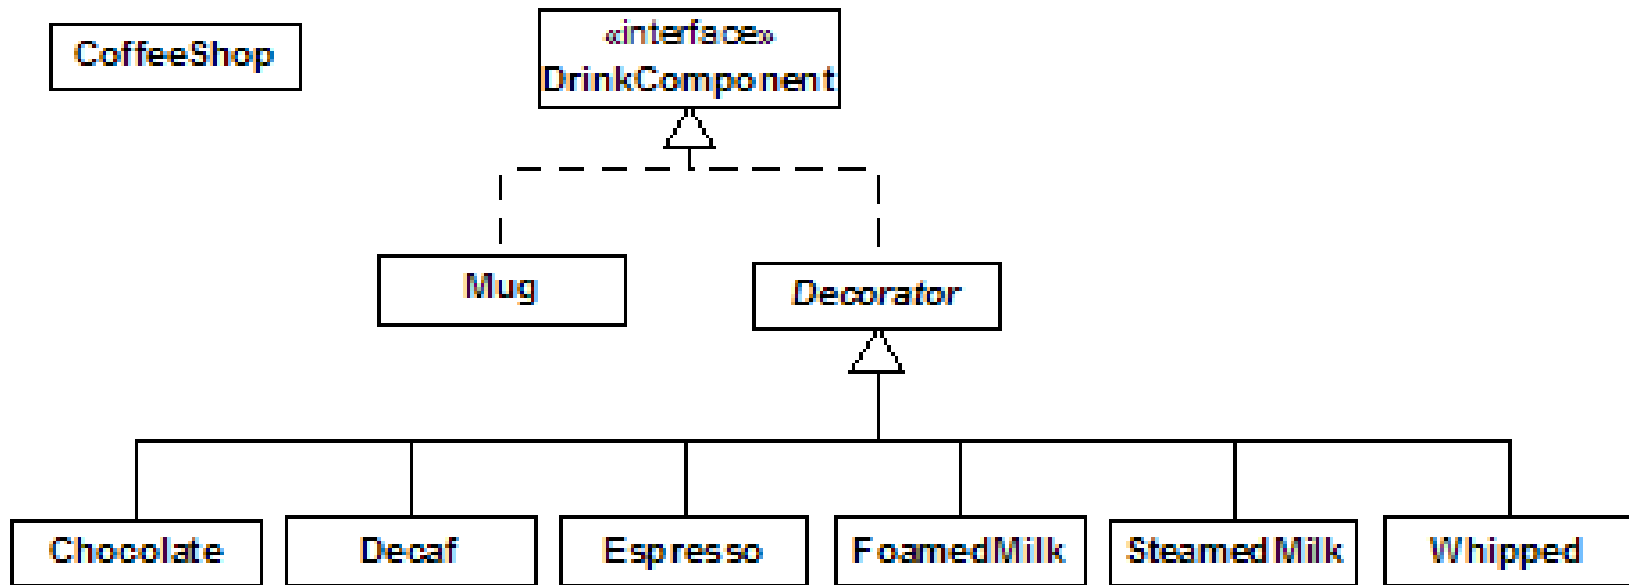 CoffeeShop
«interface»
DrinkComponent
Mug
Decorator
Chocolate
Decaf
Espresso
FoamedMilk
SteamedMilk
Whipped